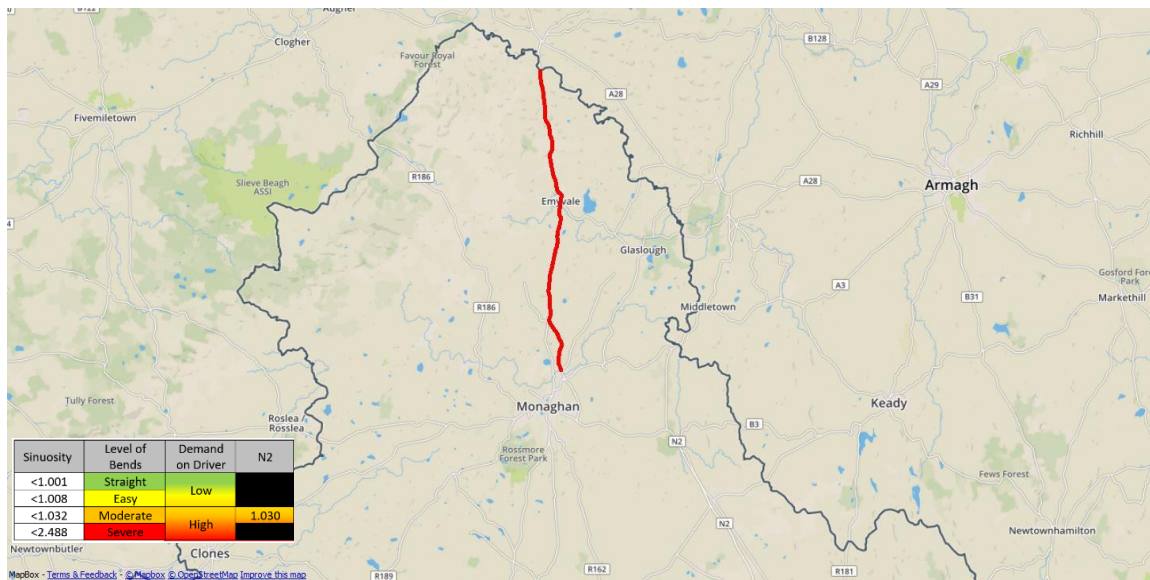 B122
Augher
Clogher
B128
Favour Royal
Forest
A28
A29
Fivemiletown
Richhill
Slieve Beagh
ASSI
R186
A28
Armagh
Emyvale
Glaslough
Gosford Fore
Park
A3
B31
Markethill
R186
Middletown
Tully Forest
Monaghan
Keady
Roslea /
Rosslea
B3
N2
Rossmore
Forest Park
Fews Forest
Sinuosity
Level of
Bends
Demand
on Driver
N2
<1.001
Straight
Low
<1.008
Easy
<1.032
Moderate
High
1.030
<2.488
Severe
N2
Newtownhamilton
Newtownbutler
Clones
R162
R181
R189
MapBox - Terms & Feedback - © Mapbox © OpenStreetMap Improve this map